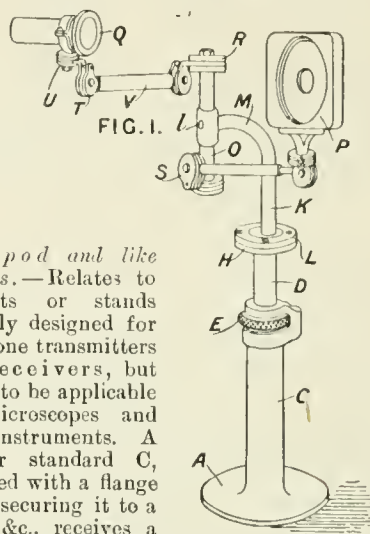 Q
R
U
T
V
M
FIG. 1.
l
P
O
S
K
H
L
D
E
C
A
pod and like
s.—Relates to
ts or stands
ly designed for
one transmitters
eceivers, but
to be applicable
icroscopes and
nstruments. A
r standard C,
ed with a flange
securing it to a
&c., receives a